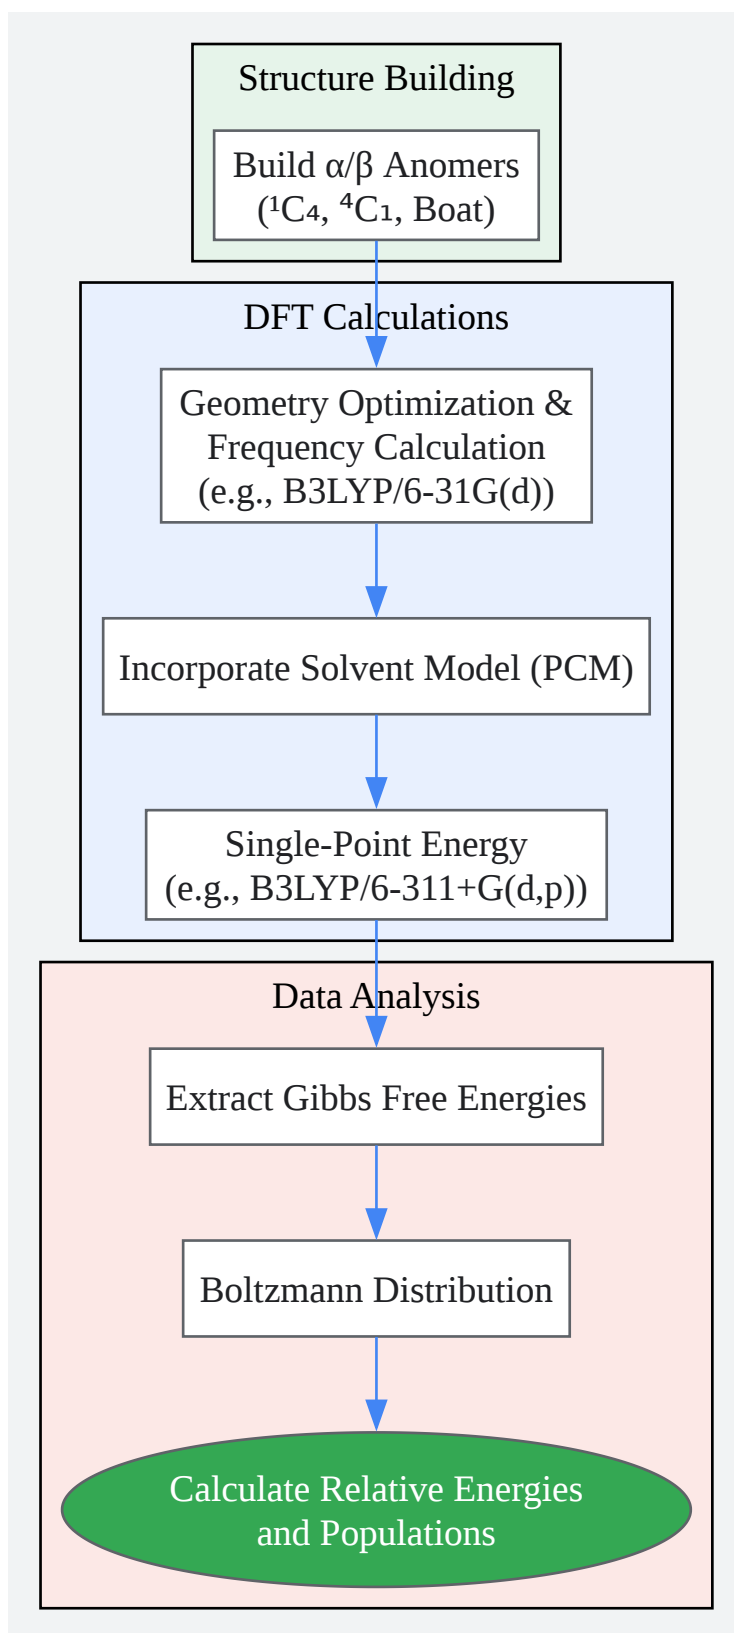 Structure Building
Build α/β Anomers
(¹C₄, ⁴C₁, Boat)
DFT Calculations
Geometry Optimization &
Frequency Calculation
(e.g., B3LYP/6-31G(d))
Incorporate Solvent Model (PCM)
Single-Point Energy
(e.g., B3LYP/6-311+G(d,p))
Data Analysis
Extract Gibbs Free Energies
Boltzmann Distribution
Calculate Relative Energies
and Populations